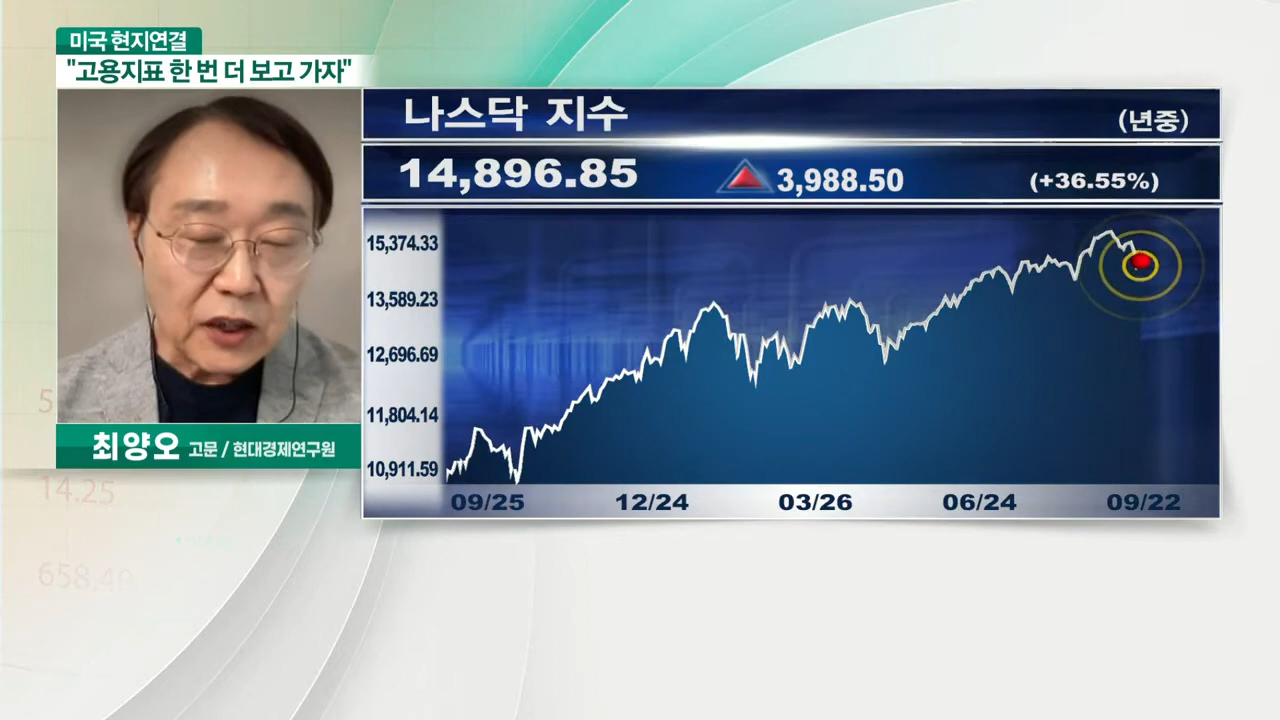 미국 현지연결
"고용지표 한 번 더 보고 가자"
나스닥 지수
(년중)
14,896.85
3,988.50
(+36.55%)
15,374.33
13,589.23
12,696.69
11,804.14
10,911.59
09/25
12/24
03/26
06/24
09/22
최양오 고문 / 현대경제연구원
14.25